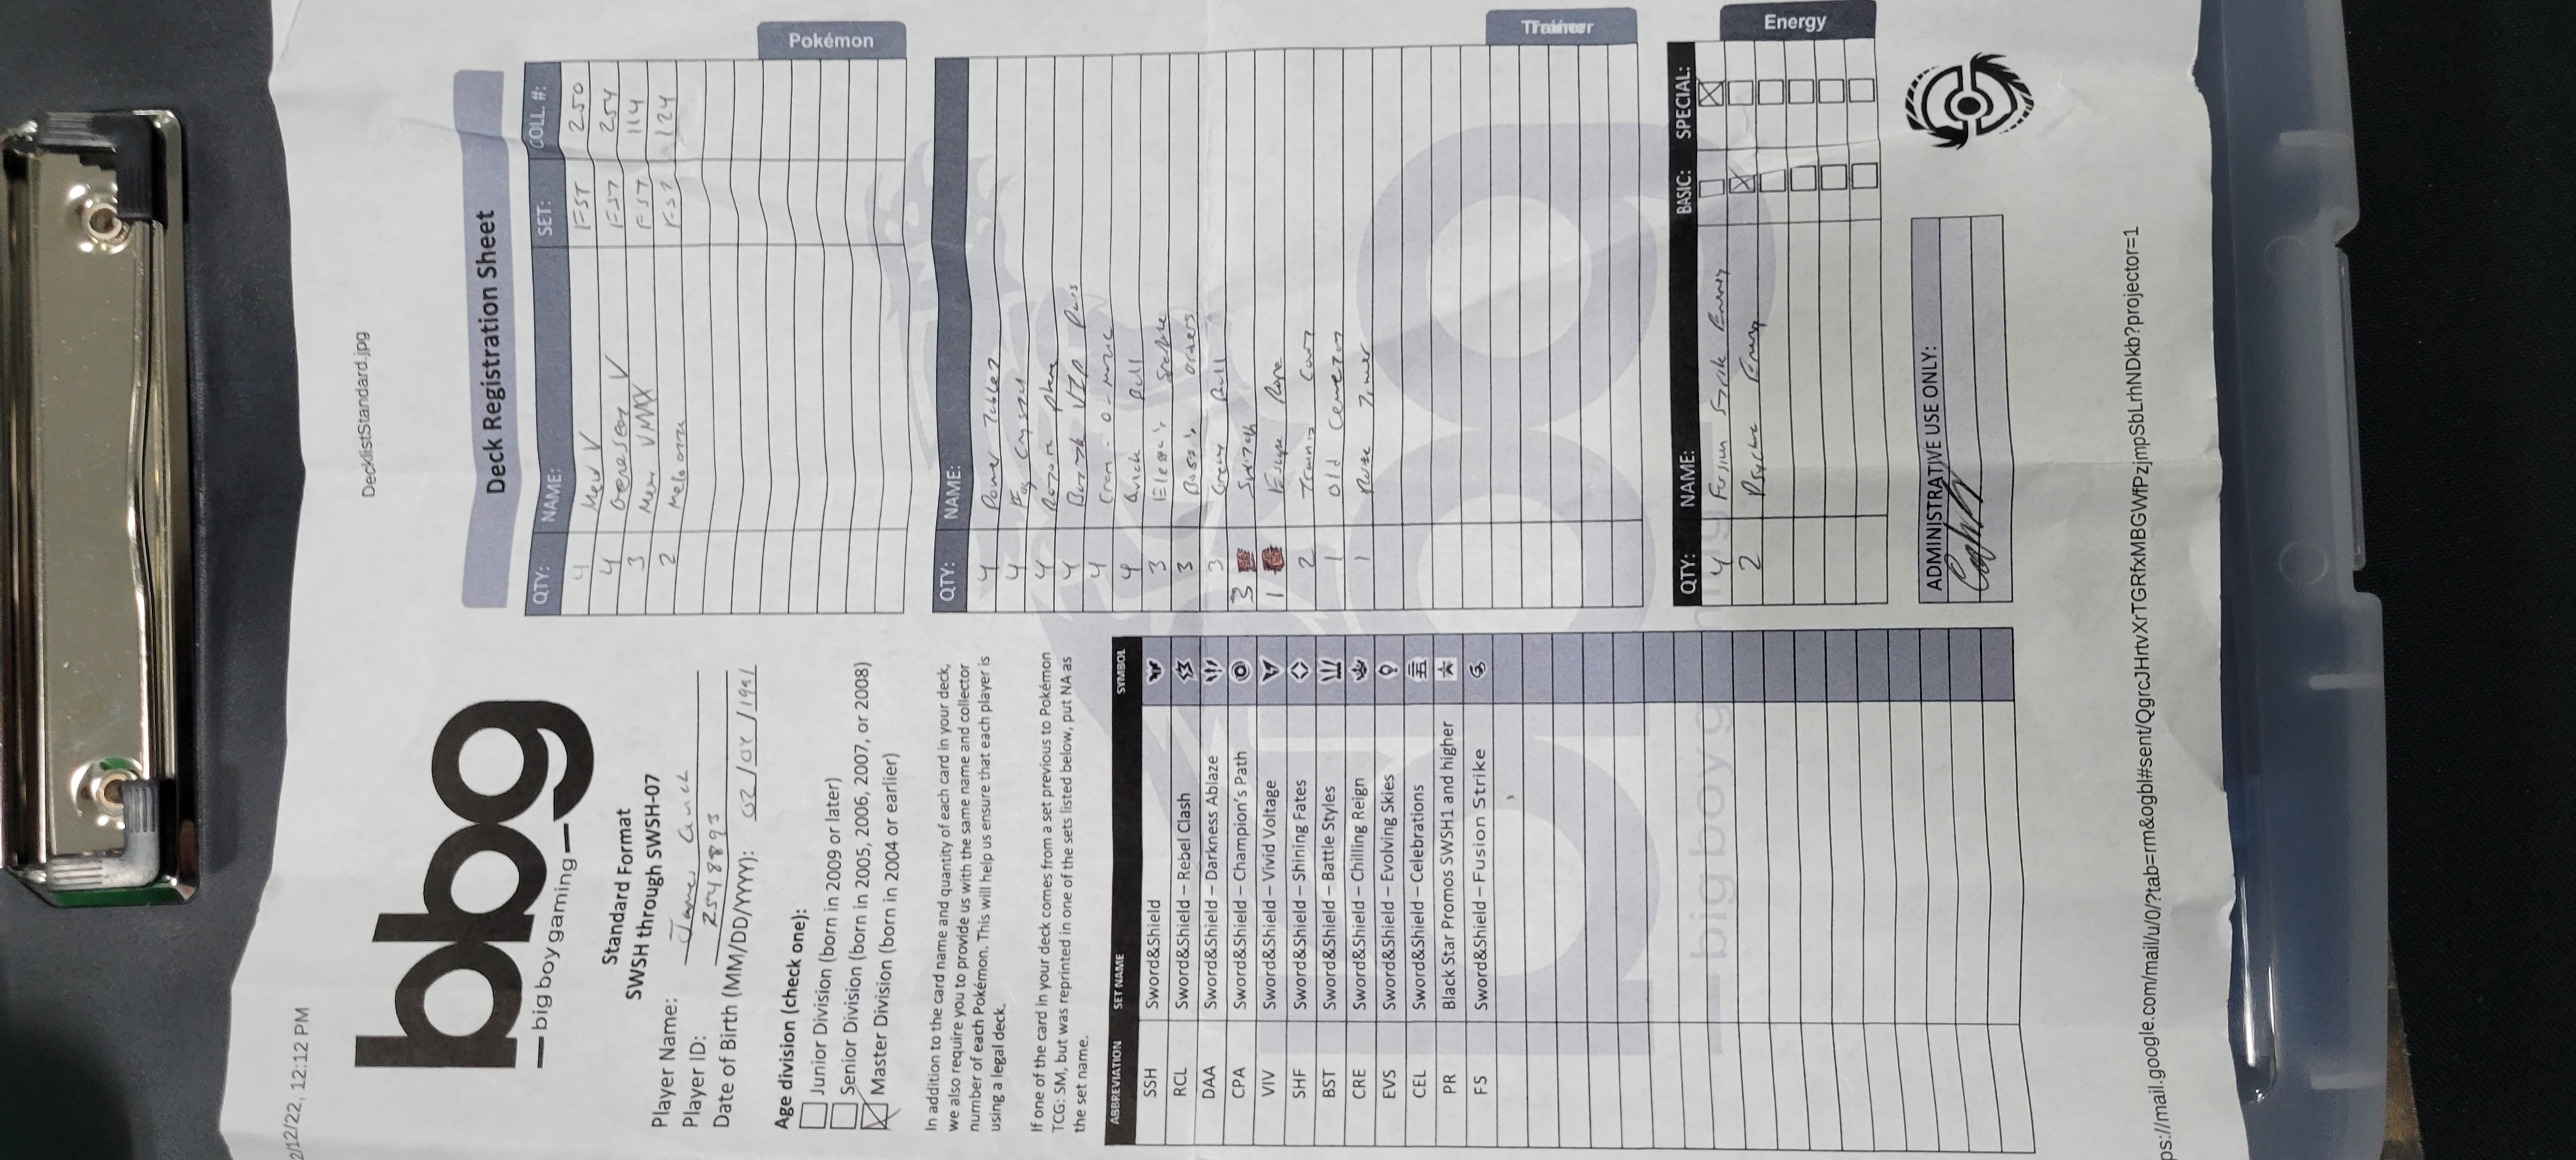 2/12/22, 12:12 PM
DecklistStandard.jpg
bbg
big boy gaming
Standard Format
SWSH through SWSH-07
Player Name: James
Player ID: 2548893
Date of Birth (MM/DD/YYYY): 02/04/1991
Age division (check one):
Junior Division (born in 2009 or later)
Senior Division (born in 2005, 2006, 2007, or 2008)
Master Division (born in 2004 or earlier)
In addition to the card name and quantity of each card in your deck,
we also require you to provide us with the same name and collector
number of each Pokémon. This will help us ensure that each player is
using a legal deck.
If one of the card in your deck comes from a set previous to Pokémon
TCG: SM, but was reprinted in one of the sets listed below, put NA as
the set name.
ABBREVIATION SET NAME SYMBOL
SSH Sword&Shield
RCL Sword&Shield – Rebel Clash
DAA Sword&Shield – Darkness Ablaze
CPA Sword&Shield – Champion's Path
VIV Sword&Shield – Vivid Voltage
SHF Sword&Shield – Shining Fates
BST Sword&Shield – Battle Styles
CRE Sword&Shield – Chilling Reign
EVS Sword&Shield – Evolving Skies
CEL Sword&Shield – Celebrations
PR Black Star Promos SWSH1 and higher
FS Sword&Shield – Fusion Strike
Deck Registration Sheet
QTY: NAME: SET: COLL. #:
4 Mew V FST 250
4 Genesect V FST 254
3 Mew VMAX FST 114
2 Meloetta FST 124
Pokémon
QTY: NAME:
4 Power Tablet
4 Fog Crystal
4 Rotom Phone
4 Battle VIP Pass
4 Cram-o-matic
4 Quick Ball
3 Elesa's Sparkle
3 Boss's Orders
3 Ball
3 Switch
1 Escape Rope
2 Training Court
1 Old Cemetery
1
Trainer
QTY: NAME: BASIC: SPECIAL:
4 Fusion Strike Energy
2 Psychic Energy
Energy
ADMINISTRATIVE USE ONLY:
big boy gaming
ps://mail.google.com/mail/u/0/?tab=rm&ogbl#sent/QgrcJHrtvXrTGRfxMBGWfPzjmpSbLrhNDkb?projector=1